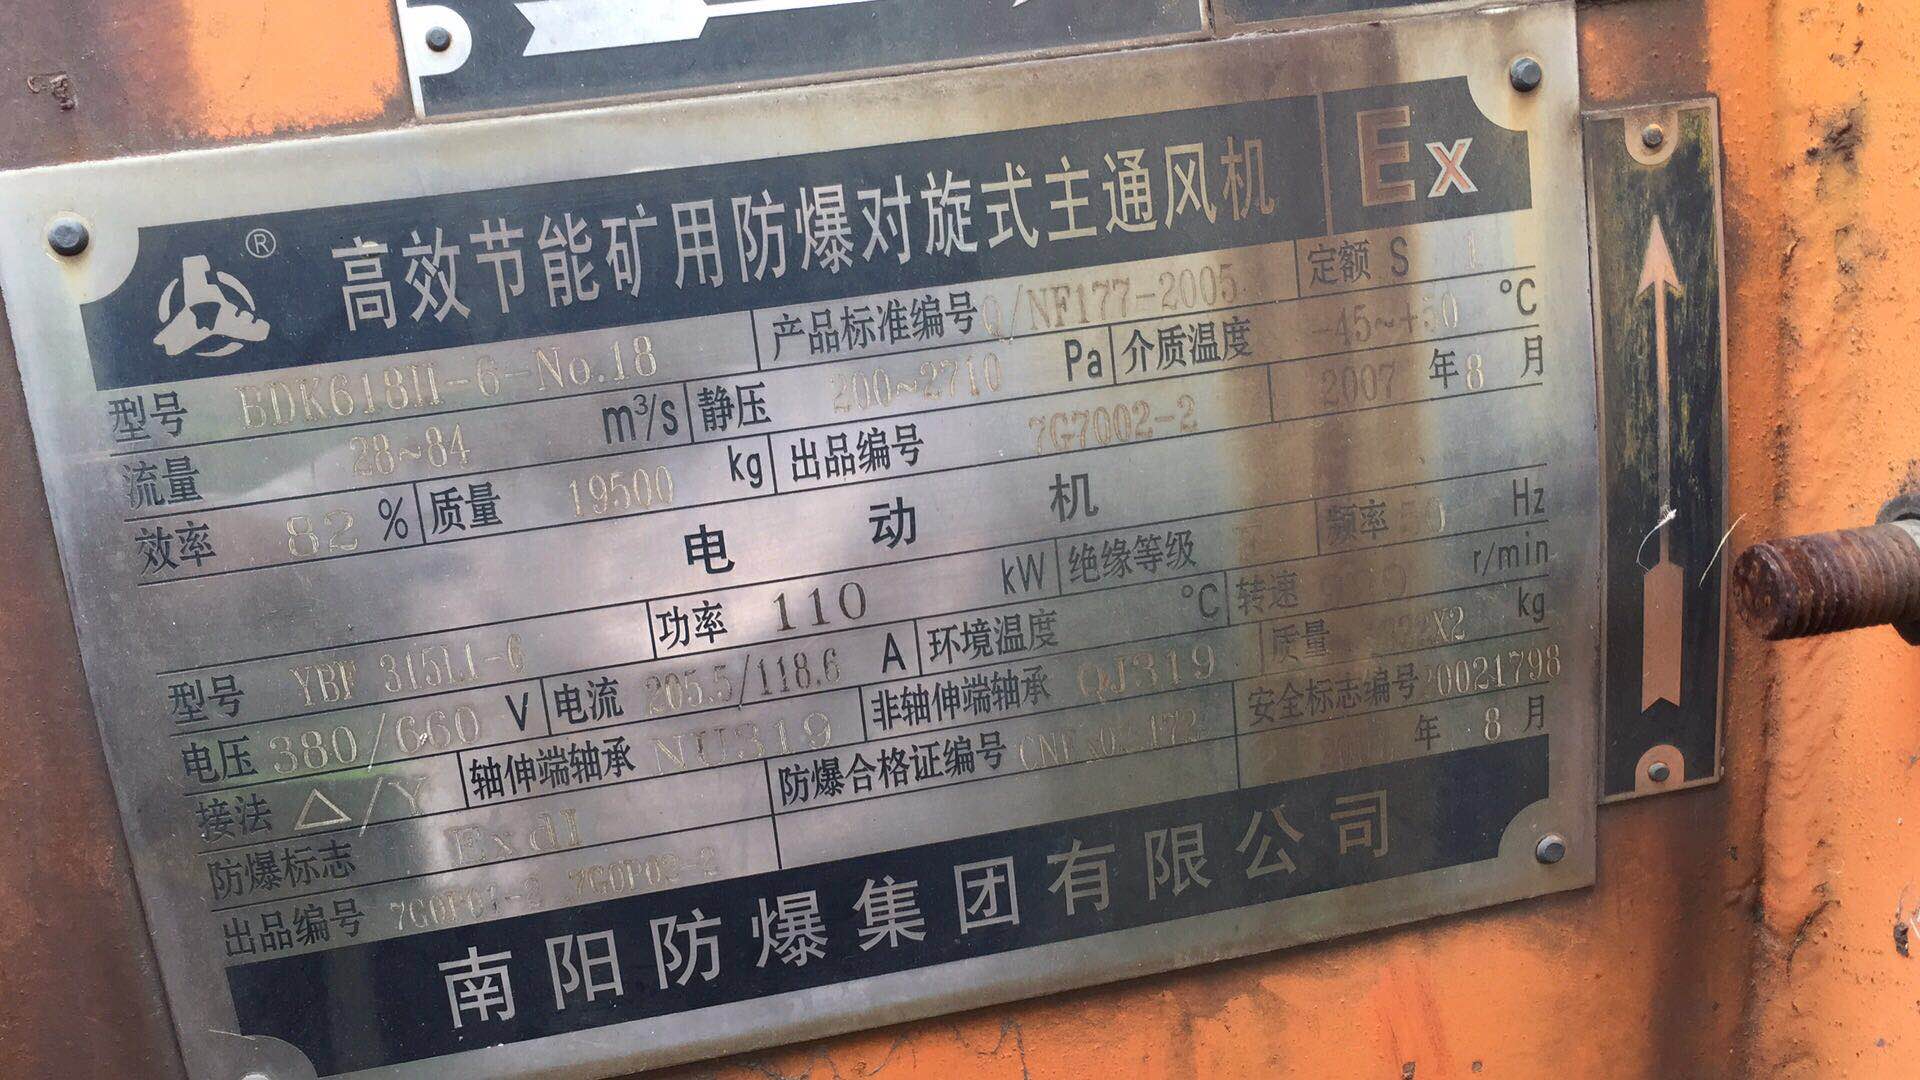 ® 高效节能矿用防爆对旋式主通风机 Ex
型号 BDK618II-6-No.18 产品标准编号 Q/NF177-2005 定额 S 1
流量 28~84 m³/s 静压 200~2710 Pa 介质温度 -45~+50 ℃
效率 82 % 质量 19500 kg 出品编号 7G7002-2 2007 年 8 月
电动机
型号 YBF 315L1-6 功率 110 kW 绝缘等级 频率 50 Hz
电压 380/660 V 电流 205.5/118.6 A 环境温度 ℃ 转速 r/min
接法 △/Y 轴伸端轴承 NU319 非轴伸端轴承 QJ319 质量 X2 kg
防爆标志 ExdI 防爆合格证编号 安全标志编号 20021798
出品编号 7G0P01-2 7G0P02-2 年 8 月
南阳防爆集团有限公司